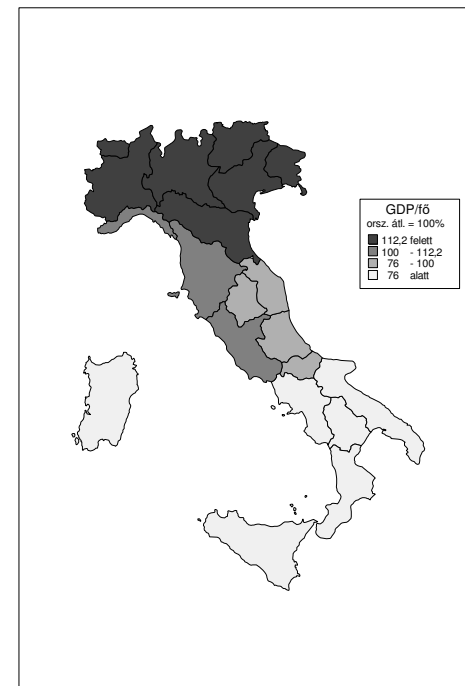 GDP/fő
orsz. átl. = 100%
112,2 felett
100 - 112,2
76 - 100
76 alatt